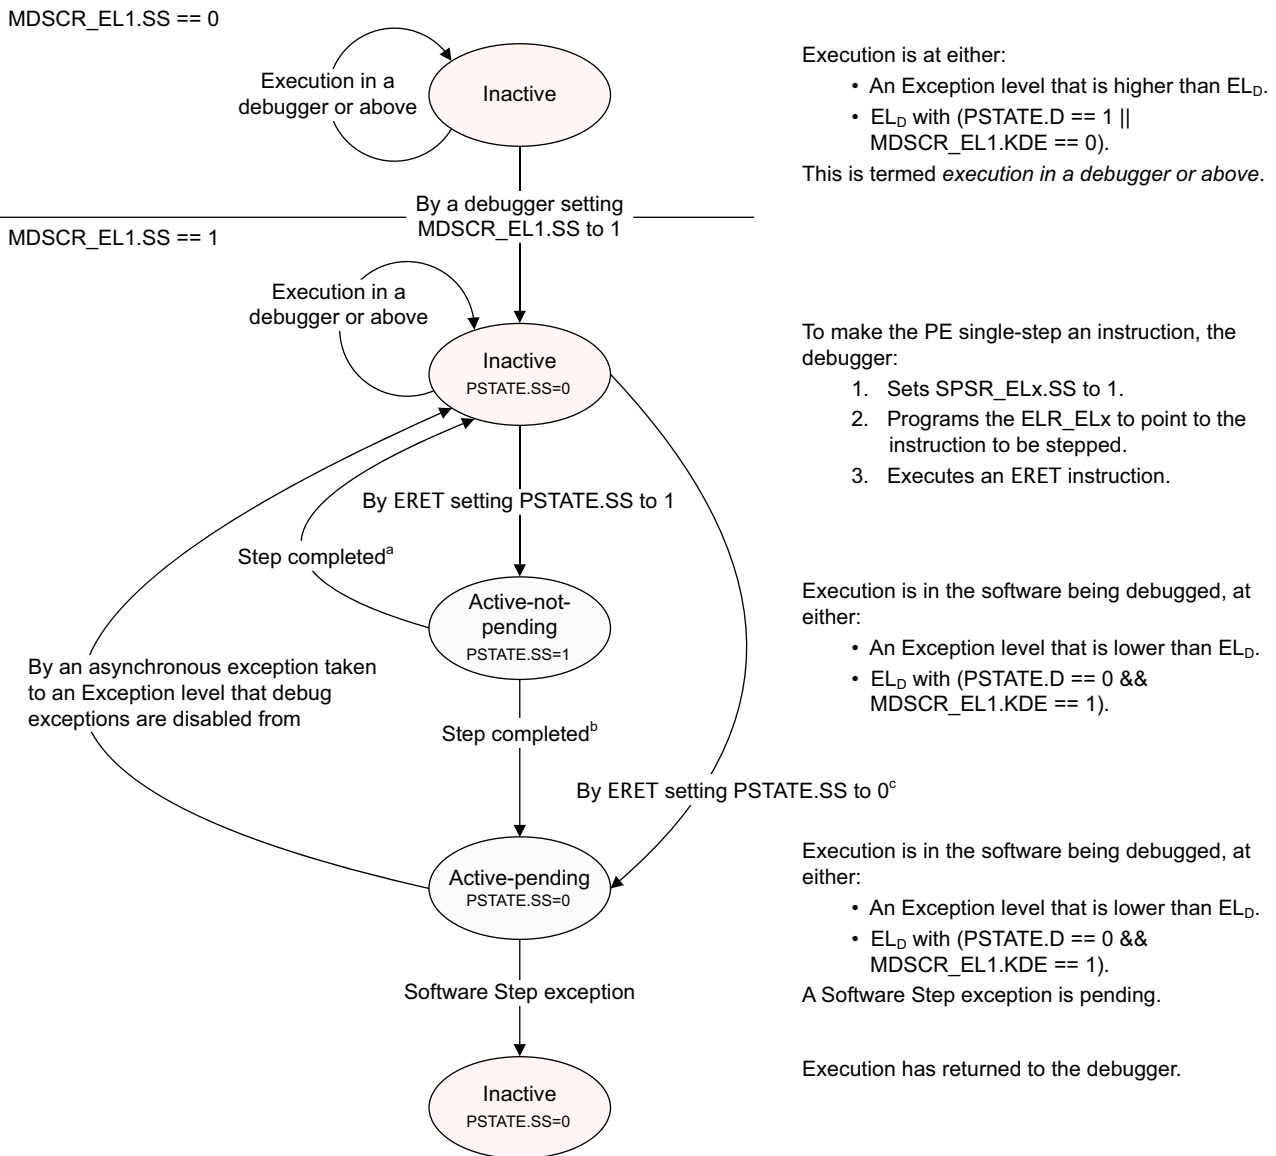 MDSCR_EL1.SS == 0
Execution in a
debugger or above
Inactive
Execution is at either:
• An Exception level that is higher than ELD.
• ELD with (PSTATE.D == 1 ||
MDSCR_EL1.KDE == 0).
This is termed execution in a debugger or above.
By a debugger setting
MDSCR_EL1.SS to 1
MDSCR_EL1.SS == 1
Execution in a
debugger or above
Inactive
PSTATE.SS=0
To make the PE single-step an instruction, the
debugger:
1. Sets SPSR_ELx.SS to 1.
2. Programs the ELR_ELx to point to the
instruction to be stepped.
3. Executes an ERET instruction.
By ERET setting PSTATE.SS to 1
Step completedᵃ
Active-not-
pending
PSTATE.SS=1
Execution is in the software being debugged, at
either:
• An Exception level that is lower than ELD.
• ELD with (PSTATE.D == 0 &&
MDSCR_EL1.KDE == 1).
By an asynchronous exception taken
to an Exception level that debug
exceptions are disabled from
Step completedᵇ
By ERET setting PSTATE.SS to 0ᶜ
Active-pending
PSTATE.SS=0
Execution is in the software being debugged, at
either:
• An Exception level that is lower than ELD.
• ELD with (PSTATE.D == 0 &&
MDSCR_EL1.KDE == 1).
A Software Step exception is pending.
Software Step exception
Inactive
PSTATE.SS=0
Execution has returned to the debugger.